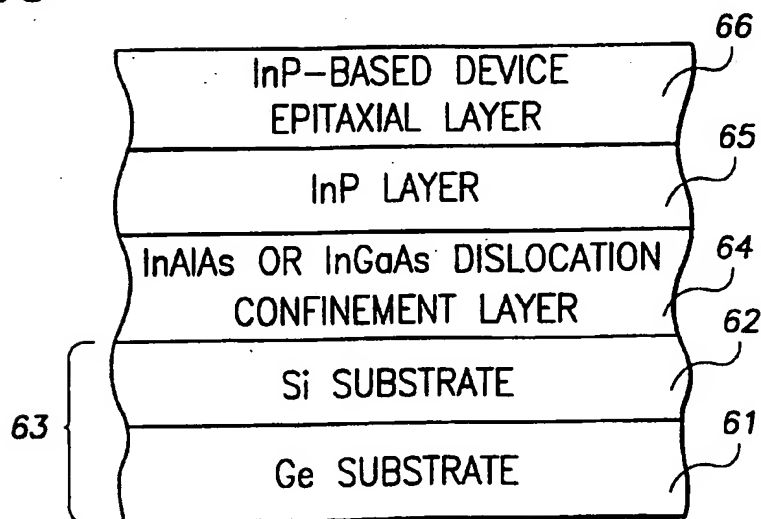 InP-BASED DEVICE
EPITAXIAL LAYER
66
InP LAYER
65
InAlAs OR InGaAs DISLOCATION
CONFINEMENT LAYER
64
Si SUBSTRATE
62
63
Ge SUBSTRATE
61